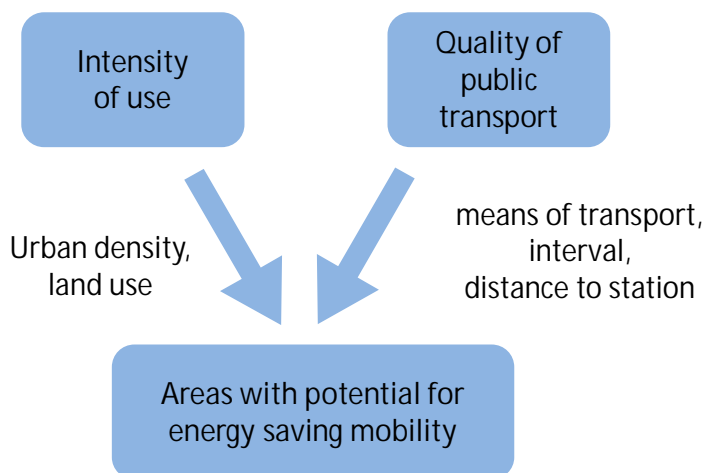 Intensity
of use
Quality of
public
transport
Urban density,
land use
means of transport,
interval,
distance to station
Areas with potential for
energy saving mobility